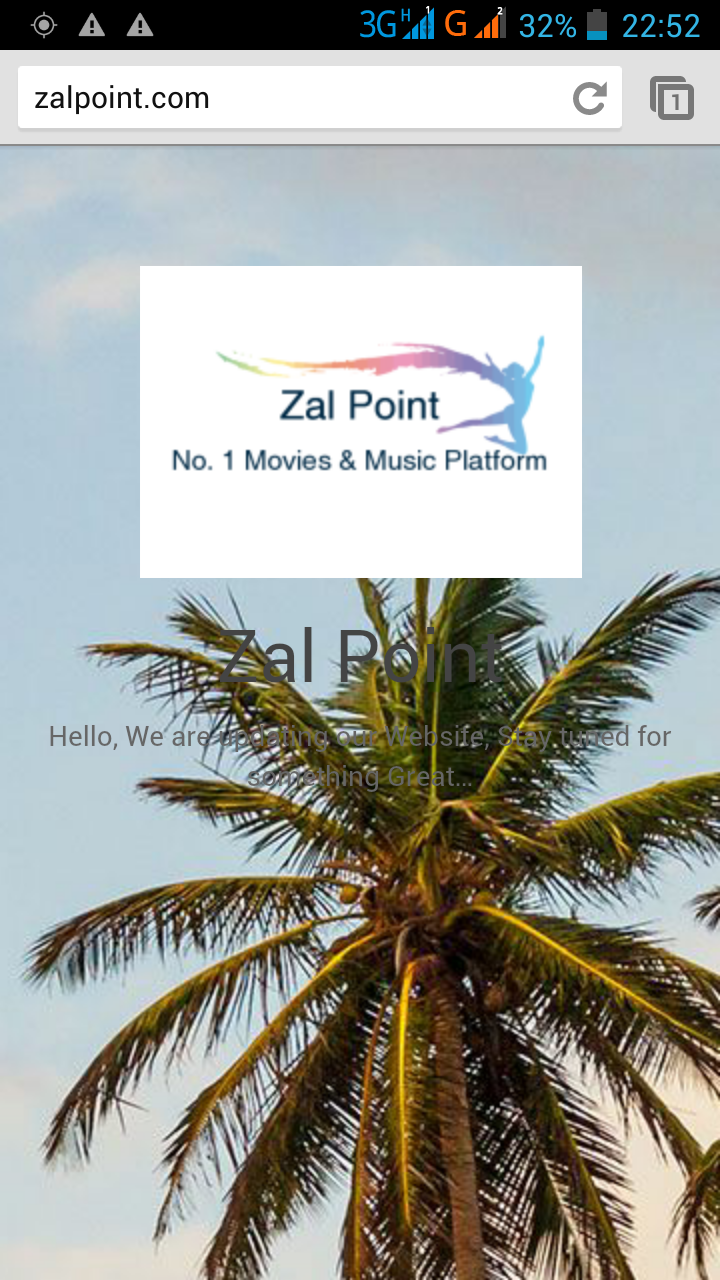 3G H 1 G 2 32% 22:52
zalpoint.com
1
Zal Point
No. 1 Movies & Music Platform
Zal Point
Hello, We are updating our Website, Stay tuned for
something Great...